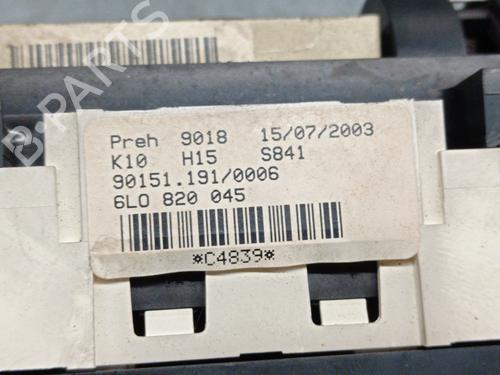 Preh 9018 15/07/2003
K10 H15 S841
90151.191/0006
6L0 820 045
*C4839*
B-PARTS